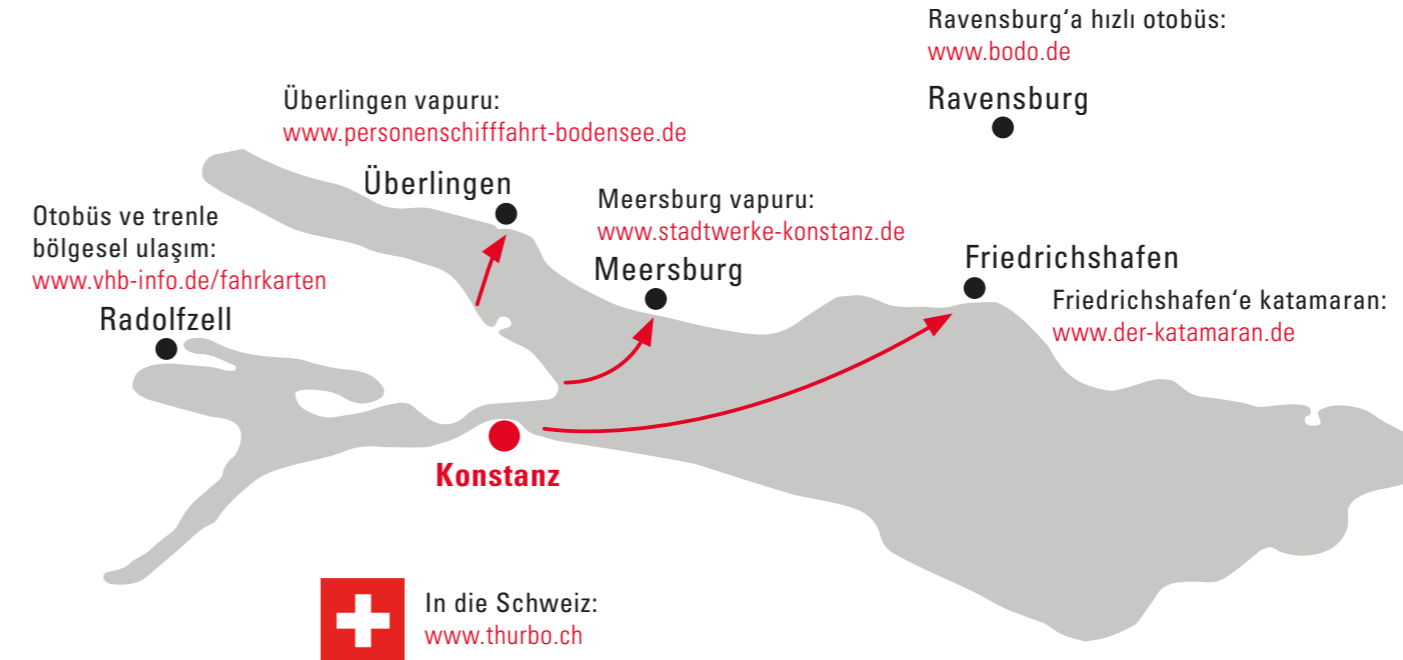 Ravensburg‘a hızlı otobüs:
www.bodo.de
Ravensburg
Überlingen vapuru:
www.personenschifffahrt-bodensee.de
Überlingen
Meersburg vapuru:
www.stadtwerke-konstanz.de
Meersburg
Otobüs ve trenle
bölgesel ulaşım:
www.vhb-info.de/fahrkarten
Radolfzell
Friedrichshafen
Friedrichshafen‘e katamaran:
www.der-katamaran.de
Konstanz
In die Schweiz:
www.thurbo.ch